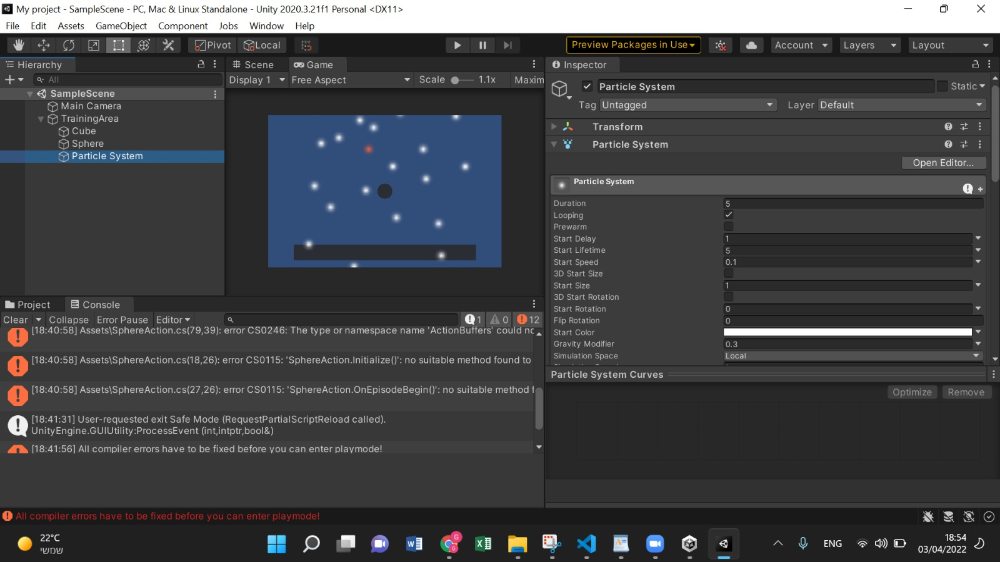 My project - SampleScene - PC, Mac & Linux Standalone - Unity 2020.3.21f1 Personal <DX11>
File Edit Assets GameObject Component Jobs Window Help
Pivot Local Preview Packages in Use Account Layers Layout
Hierarchy
All
SampleScene
Main Camera
TrainingArea
Cube
Sphere
Particle System
Scene Game
Display 1 Free Aspect Scale 1.1x Maxim
Inspector
Particle System Static
Tag Untagged Layer Default
Transform
Particle System
Open Editor...
Particle System
Duration 5
Looping
Prewarm
Start Delay 1
Start Lifetime 5
Start Speed 0.1
3D Start Size
Start Size 1
3D Start Rotation
Start Rotation 0
Flip Rotation 0
Start Color
Gravity Modifier 0.3
Simulation Space Local
Particle System Curves
Optimize Remove
Project Console
Clear Collapse Error Pause Editor 1 0 12
[18:40:58] Assets\SphereAction.cs(79,39): error CS0246: The type or namespace name 'ActionBuffers' could no
[18:40:58] Assets\SphereAction.cs(18,26): error CS0115: 'SphereAction.Initialize()': no suitable method found to
[18:40:58] Assets\SphereAction.cs(27,26): error CS0115: 'SphereAction.OnEpisodeBegin()': no suitable method f
[18:41:31] User-requested exit Safe Mode (RequestPartialScriptReload called).
UnityEngine.GUIUtility:ProcessEvent (int,intptr,bool&)
[18:41:56] All compiler errors have to be fixed before you can enter playmode!
All compiler errors have to be fixed before you can enter playmode!
22°C
שמשי
ENG
18:54
03/04/2022